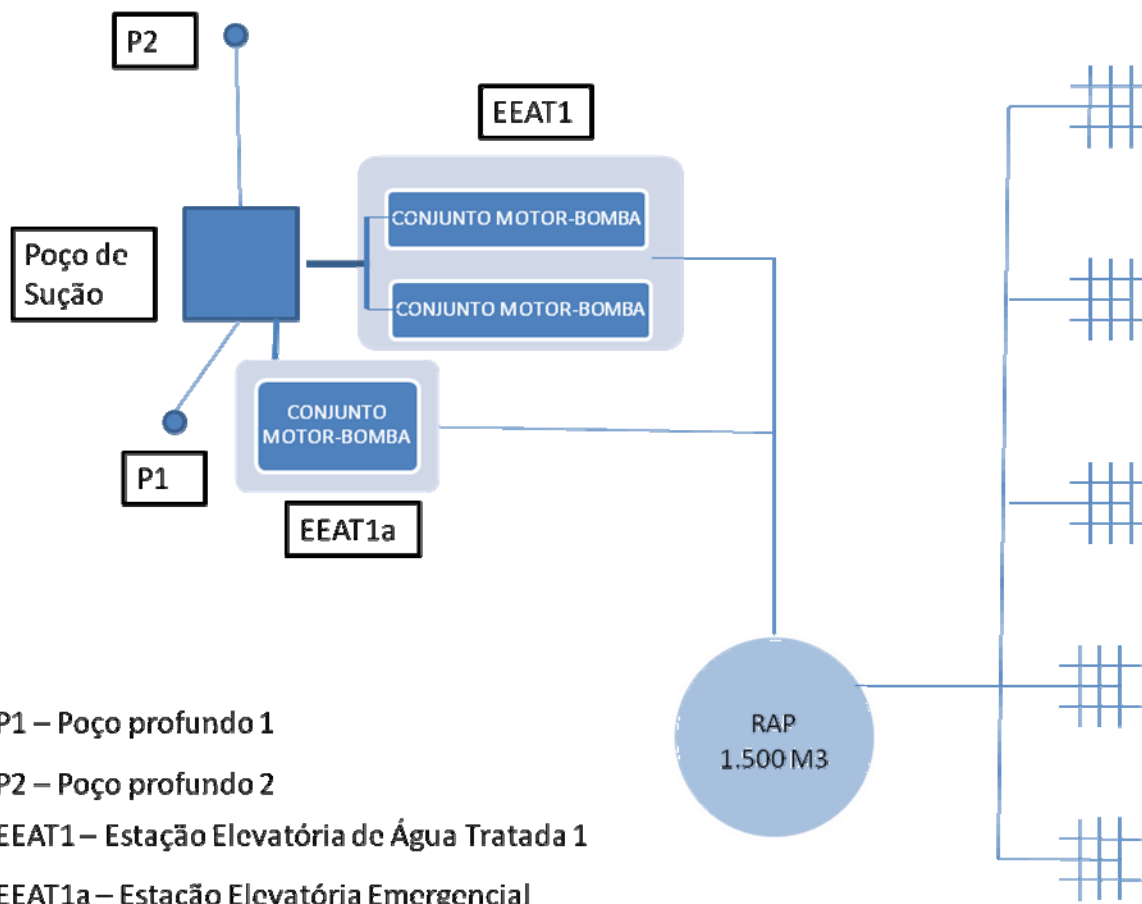 P2
EEAT1
CONJUNTO MOTOR-BOMBA
CONJUNTO MOTOR-BOMBA
Poço de
Sução
CONJUNTO
MOTOR-BOMBA
P1
EEAT1a
RAP
1.500 M3
P1 – Poço profundo 1
P2 – Poço profundo 2
EEAT1 – Estação Elevatória de Água Tratada 1
EEAT1a – Estação Elevatória Emergencial